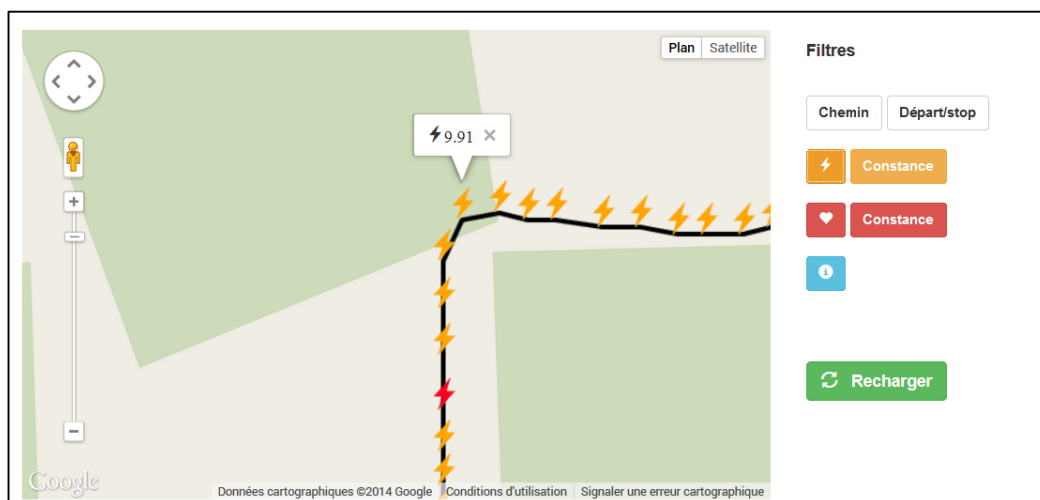 Plan Satellite
Filtres
Chemin Départ/stop
9.91 ×
Constance
Constance
Recharger
Google
Données cartographiques ©2014 Google Conditions d'utilisation Signaler une erreur cartographique